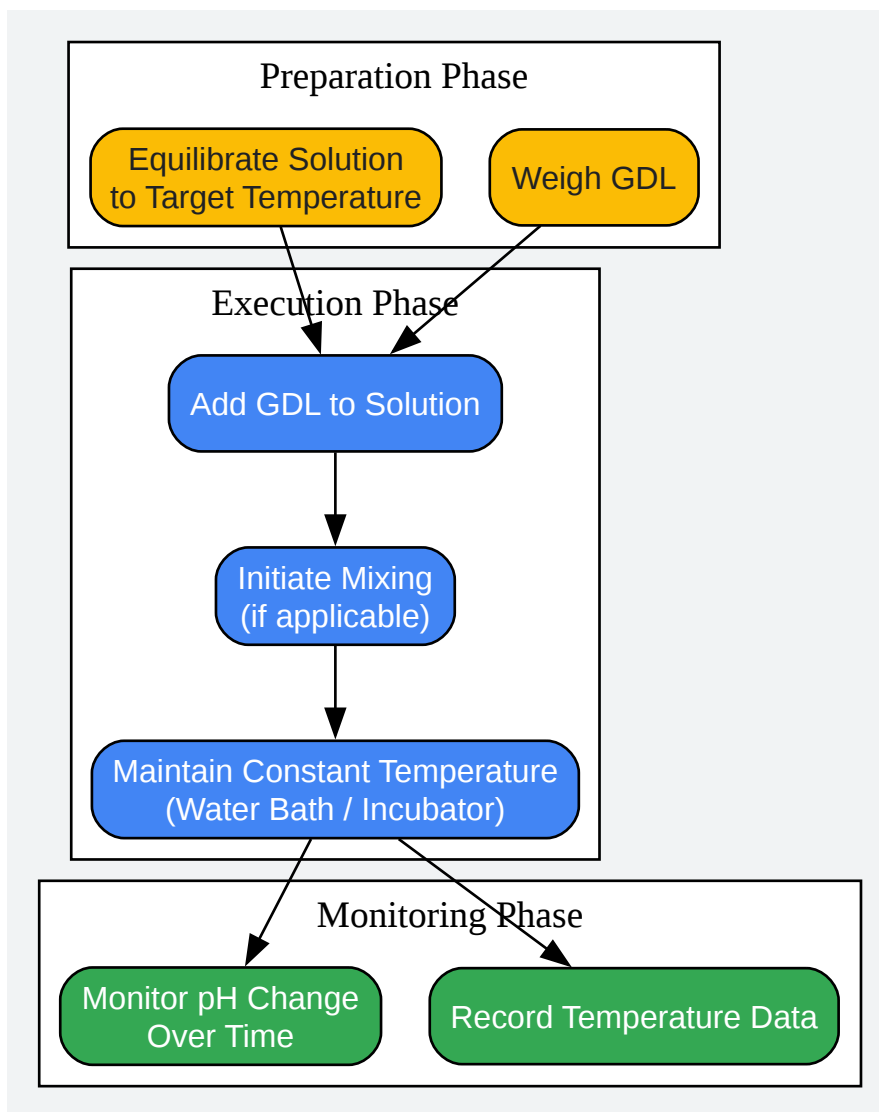 Preparation Phase
Equilibrate Solution
to Target Temperature
Weigh GDL
Execution Phase
Add GDL to Solution
Initiate Mixing
(if applicable)
Maintain Constant Temperature
(Water Bath / Incubator)
Monitoring Phase
Monitor pH Change
Over Time
Record Temperature Data